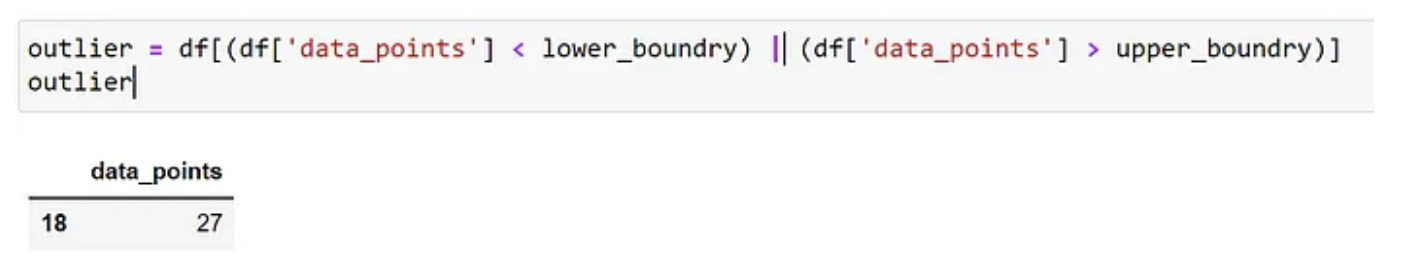 outlier = df[(df['data_points'] < lower_boundry) | (df['data_points'] > upper_boundry)]
outlier
data_points
18 27